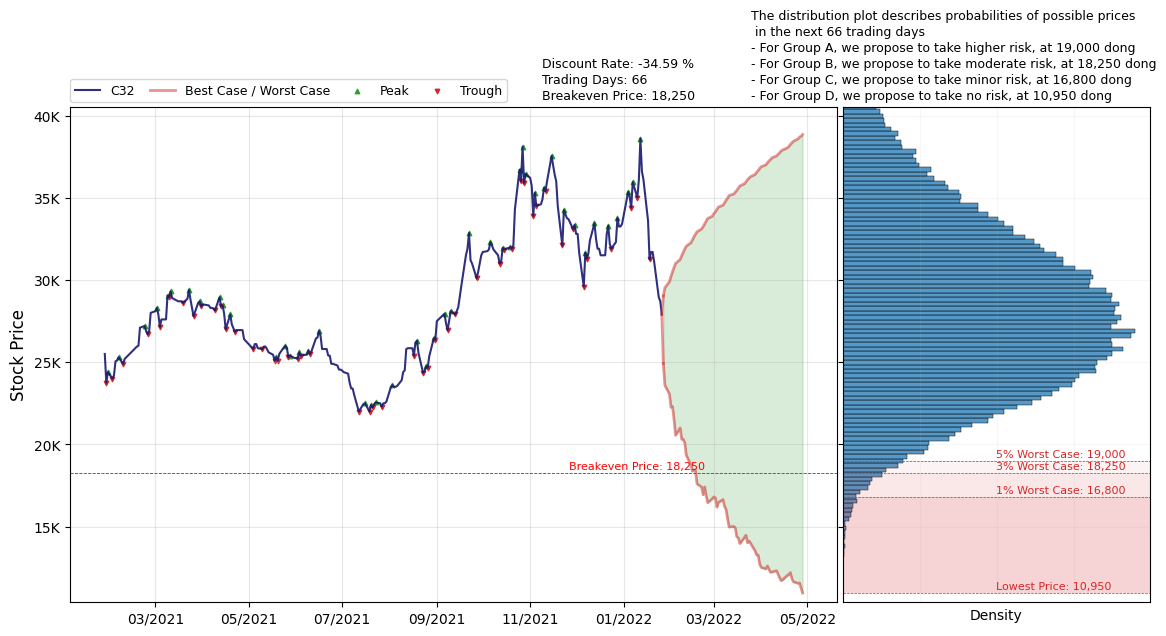 The distribution plot describes probabilities of possible prices
in the next 66 trading days
- For Group A, we propose to take higher risk, at 19,000 dong
- For Group B, we propose to take moderate risk, at 18,250 dong
- For Group C, we propose to take minor risk, at 16,800 dong
- For Group D, we propose to take no risk, at 10,950 dong
Discount Rate: -34.59 %
Trading Days: 66
Breakeven Price: 18,250
C32
Best Case / Worst Case
Peak
Trough
Stock Price
40K
35K
30K
25K
20K
15K
Breakeven Price: 18,250
5% Worst Case: 19,000
3% Worst Case: 18,250
1% Worst Case: 16,800
Lowest Price: 10,950
03/2021
05/2021
07/2021
09/2021
11/2021
01/2022
03/2022
05/2022
Density